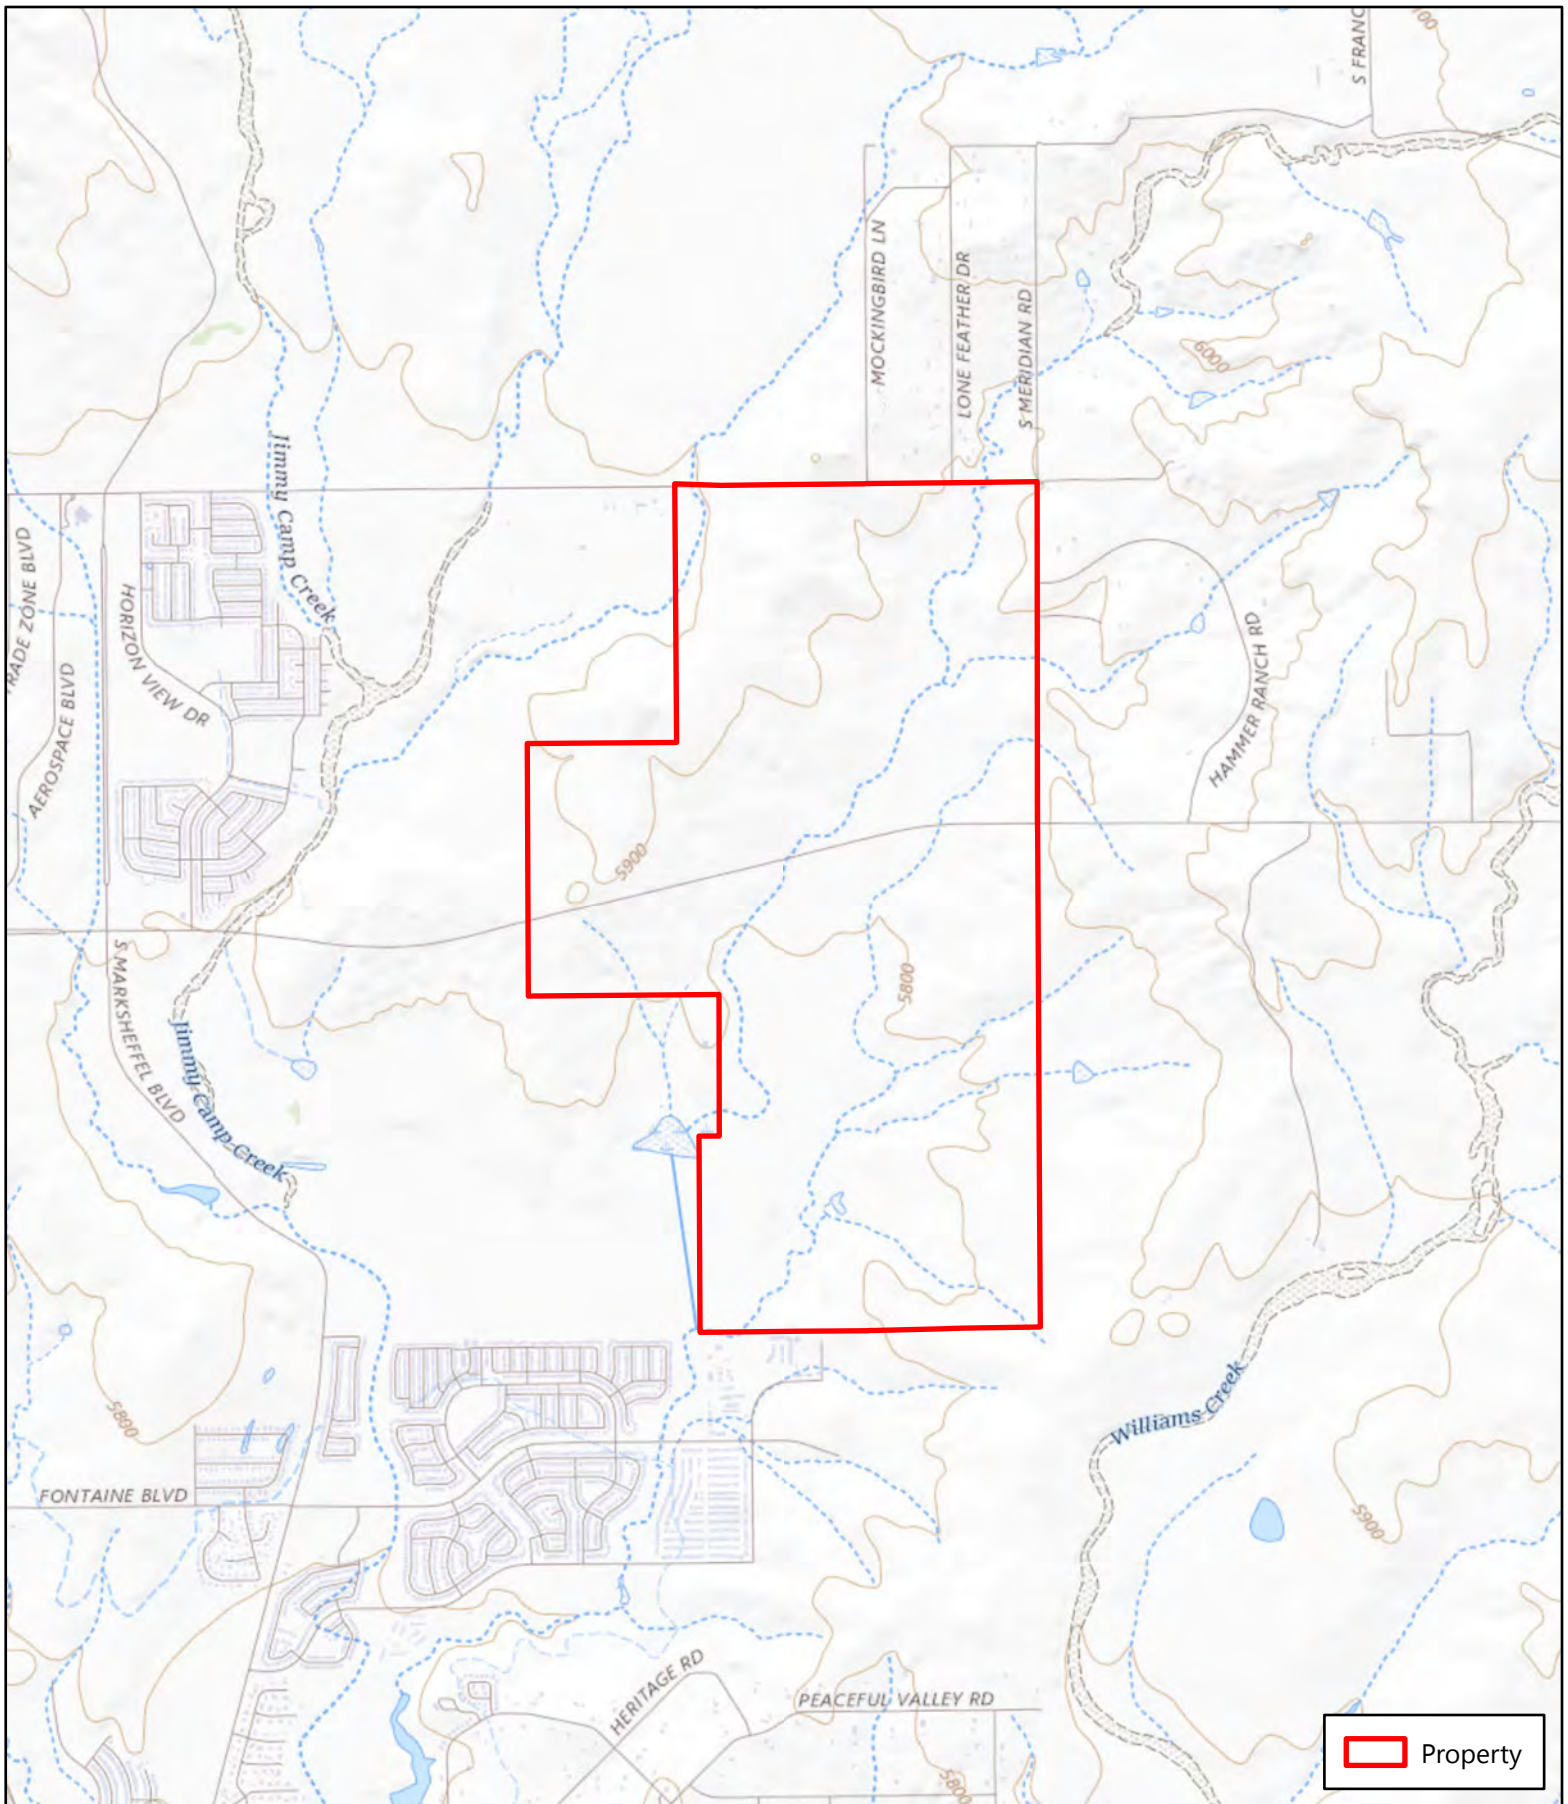 S FRANC
00
MOCKINGBIRD LN
LONE FEATHER DR
S MERIDIAN RD
6000
Jimmy Camp Creek
RADE ZONE BLVD
AEROSPACE BLVD
HORIZON VIEW DR
HAMMER RANCH RD
5900
5800
S MARKSHEFFEL BLVD
Jimmy Camp Creek
Williams Creek
5800
FONTAINE BLVD
5900
HERITAGE RD
PEACEFUL VALLEY RD
5800
Property